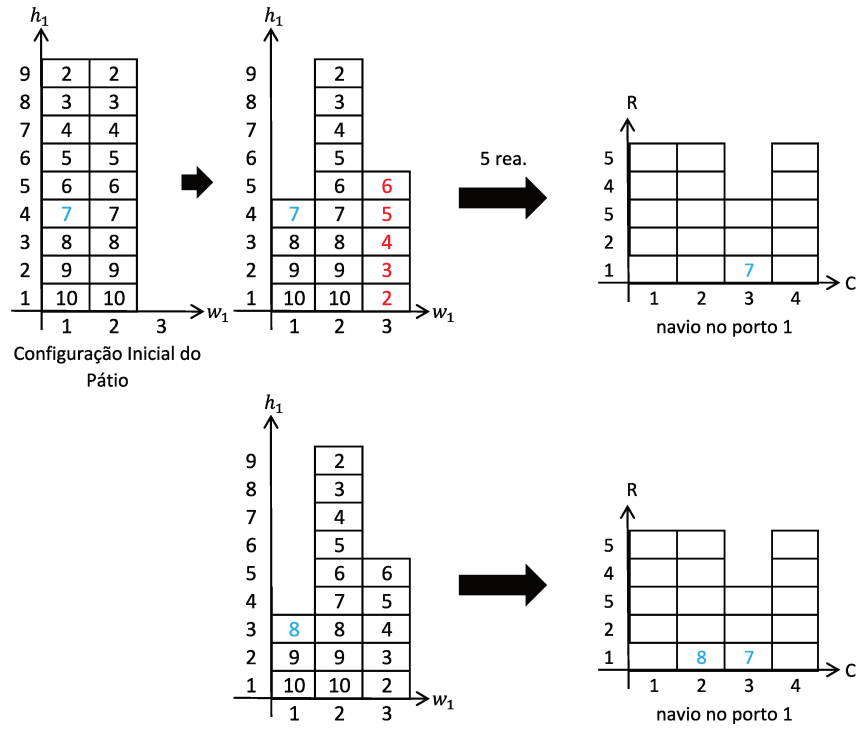 h₁
9 2 2
8 3 3
7 4 4
6 5 5
5 6 6
4 7 7
3 8 8
2 9 9
1 10 10
w₁
1 2 3
Configuração Inicial do
Pátio
h₁
9 2
8 3
7 4
6 5
5 6 6
4 7 7 5
3 8 8 4
2 9 9 3
1 10 10 2
w₁
1 2 3
5 rea.
R
5
4
5
2
1 7
C
1 2 3 4
navio no porto 1
h₁
9 2
8 3
7 4
6 5
5 6 6
4 7 5
3 8 8 4
2 9 9 3
1 10 10 2
w₁
1 2 3
R
5
4
5
2
1 8 7
C
1 2 3 4
navio no porto 1